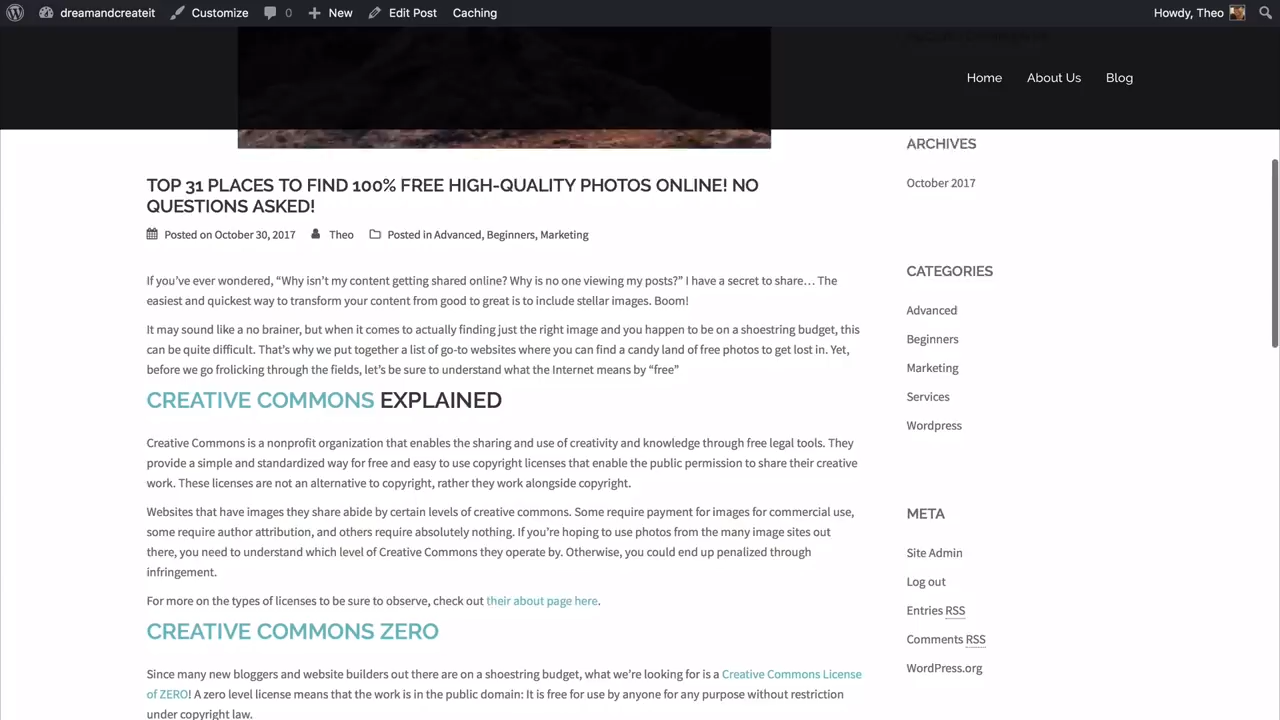 dreamandcreateit Customize 0 New Edit Post Caching Howdy, Theo
Home About Us Blog
TOP 31 PLACES TO FIND 100% FREE HIGH-QUALITY PHOTOS ONLINE! NO
QUESTIONS ASKED!
Posted on October 30, 2017 Theo Posted in Advanced, Beginners, Marketing
If you’ve ever wondered, “Why isn’t my content getting shared online? Why is no one viewing my posts?” I have a secret to share… The
easiest and quickest way to transform your content from good to great is to include stellar images. Boom!
It may sound like a no brainer, but when it comes to actually finding just the right image and you happen to be on a shoestring budget, this
can be quite difficult. That’s why we put together a list of go-to websites where you can find a candy land of free photos to get lost in. Yet,
before we go frolicking through the fields, let’s be sure to understand what the Internet means by “free”
CREATIVE COMMONS EXPLAINED
Creative Commons is a nonprofit organization that enables the sharing and use of creativity and knowledge through free legal tools. They
provide a simple and standardized way for free and easy to use copyright licenses that enable the public permission to share their creative
work. These licenses are not an alternative to copyright, rather they work alongside copyright.
Websites that have images they share abide by certain levels of creative commons. Some require payment for images for commercial use,
some require author attribution, and others require absolutely nothing. If you’re hoping to use photos from the many image sites out
there, you need to understand which level of Creative Commons they operate by. Otherwise, you could end up penalized through
infringement.
For more on the types of licenses to be sure to observe, check out their about page here.
CREATIVE COMMONS ZERO
Since many new bloggers and website builders out there are on a shoestring budget, what we’re looking for is a Creative Commons License
of ZERO! A zero level license means that the work is in the public domain: It is free for use by anyone for any purpose without restriction
under copyright law.
ARCHIVES
October 2017
CATEGORIES
Advanced
Beginners
Marketing
Services
Wordpress
META
Site Admin
Log out
Entries RSS
Comments RSS
WordPress.org